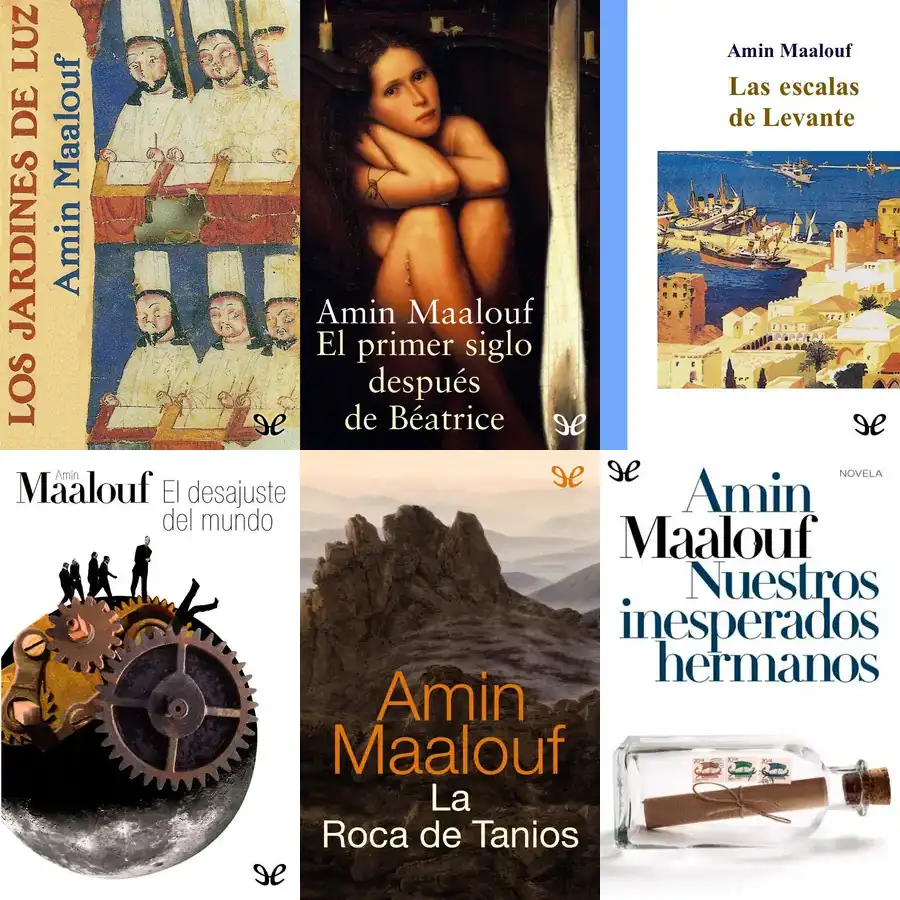 LOS JARDINES DE LUZ
Amin Maalouf
Amin Maalouf
El primer siglo
después
de Béatrice
Amin Maalouf
Las escalas
de Levante
Amin
Maalouf
El desajuste
del mundo
Amin
Maalouf
La
Roca de Tanios
NOVELA
Amin
Maalouf
Nuestros
inesperados
hermanos